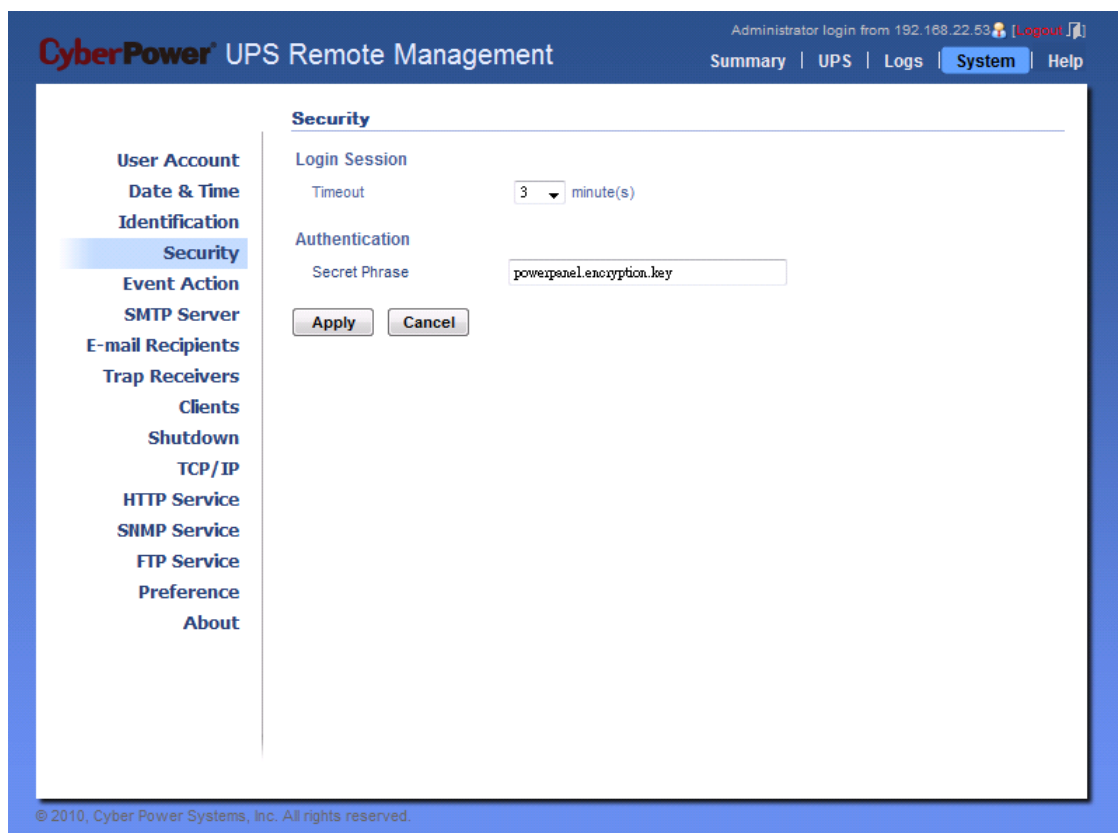 Administrator login from 192.168.22.53 [Logout]
CyberPower UPS Remote Management
Summary | UPS | Logs | System | Help
Security
User Account
Date & Time
Identification
Security
Event Action
SMTP Server
E-mail Recipients
Trap Receivers
Clients
Shutdown
TCP/IP
HTTP Service
SNMP Service
FTP Service
Preference
About
Login Session
Timeout 3 minute(s)
Authentication
Secret Phrase powerpanel.encryption.key
Apply Cancel
© 2010, Cyber Power Systems, Inc. All rights reserved.